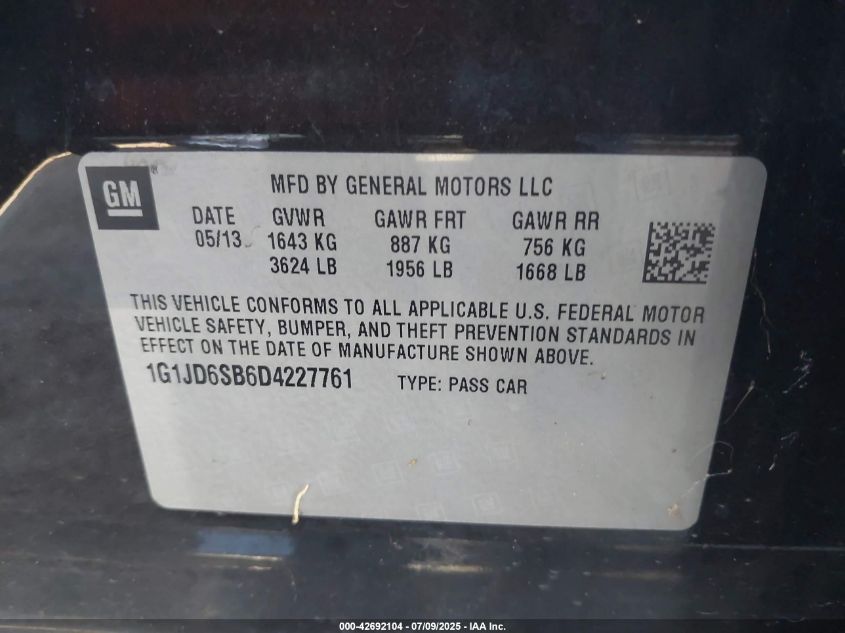 GM
MFD BY GENERAL MOTORS LLC
DATE GVWR GAWR FRT GAWR RR
05/13 1643 KG 887 KG 756 KG
3624 LB 1956 LB 1668 LB
THIS VEHICLE CONFORMS TO ALL APPLICABLE U.S. FEDERAL MOTOR
VEHICLE SAFETY, BUMPER, AND THEFT PREVENTION STANDARDS IN
EFFECT ON THE DATE OF MANUFACTURE SHOWN ABOVE.
1G1JD6SB6D4227761 TYPE: PASS CAR
000-42692104 - 07/09/2025 - IAA Inc.